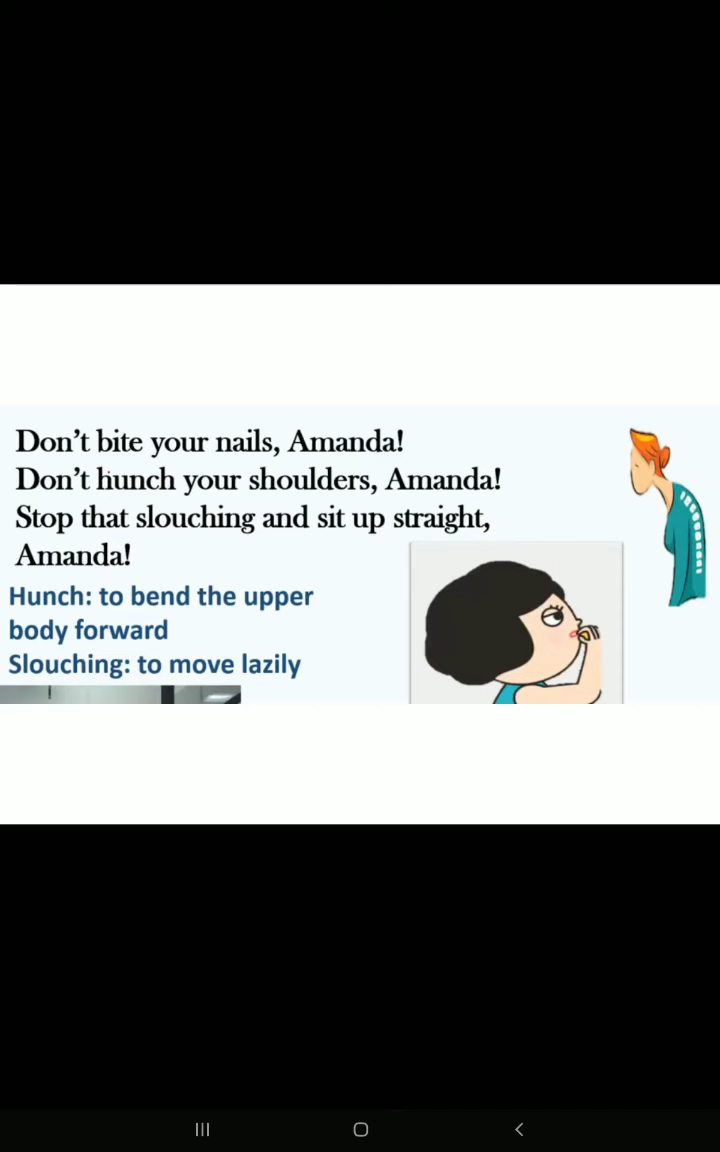 Don't bite your nails, Amanda!
Don't hunch your shoulders, Amanda!
Stop that slouching and sit up straight,
Amanda!
Hunch: to bend the upper
body forward
Slouching: to move lazily